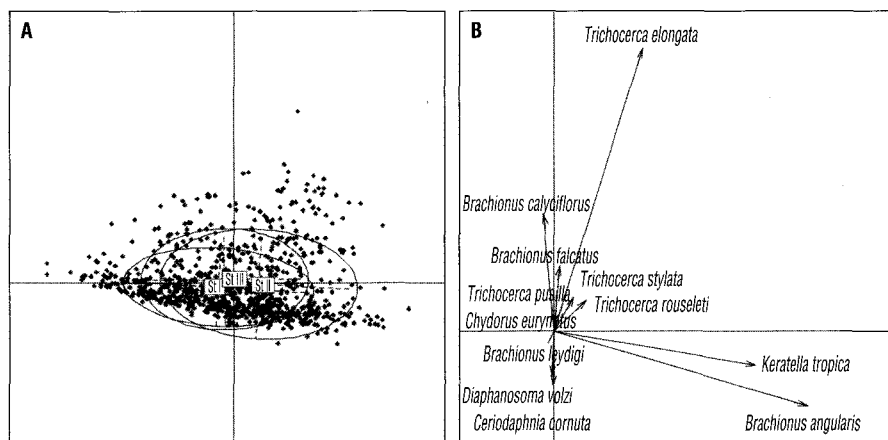 A
St I
St III
St II
B
Trichocerca elongata
Brachionus calyciflorus
Brachionus falcatus
Trichocerca stylata
Trichocerca pusilla
Trichocerca rouseleti
Chydorus eurynotus
Brachionus leydigi
Keratella tropica
Diaphanosoma volzi
Ceriodaphnia cornuta
Brachionus angularis